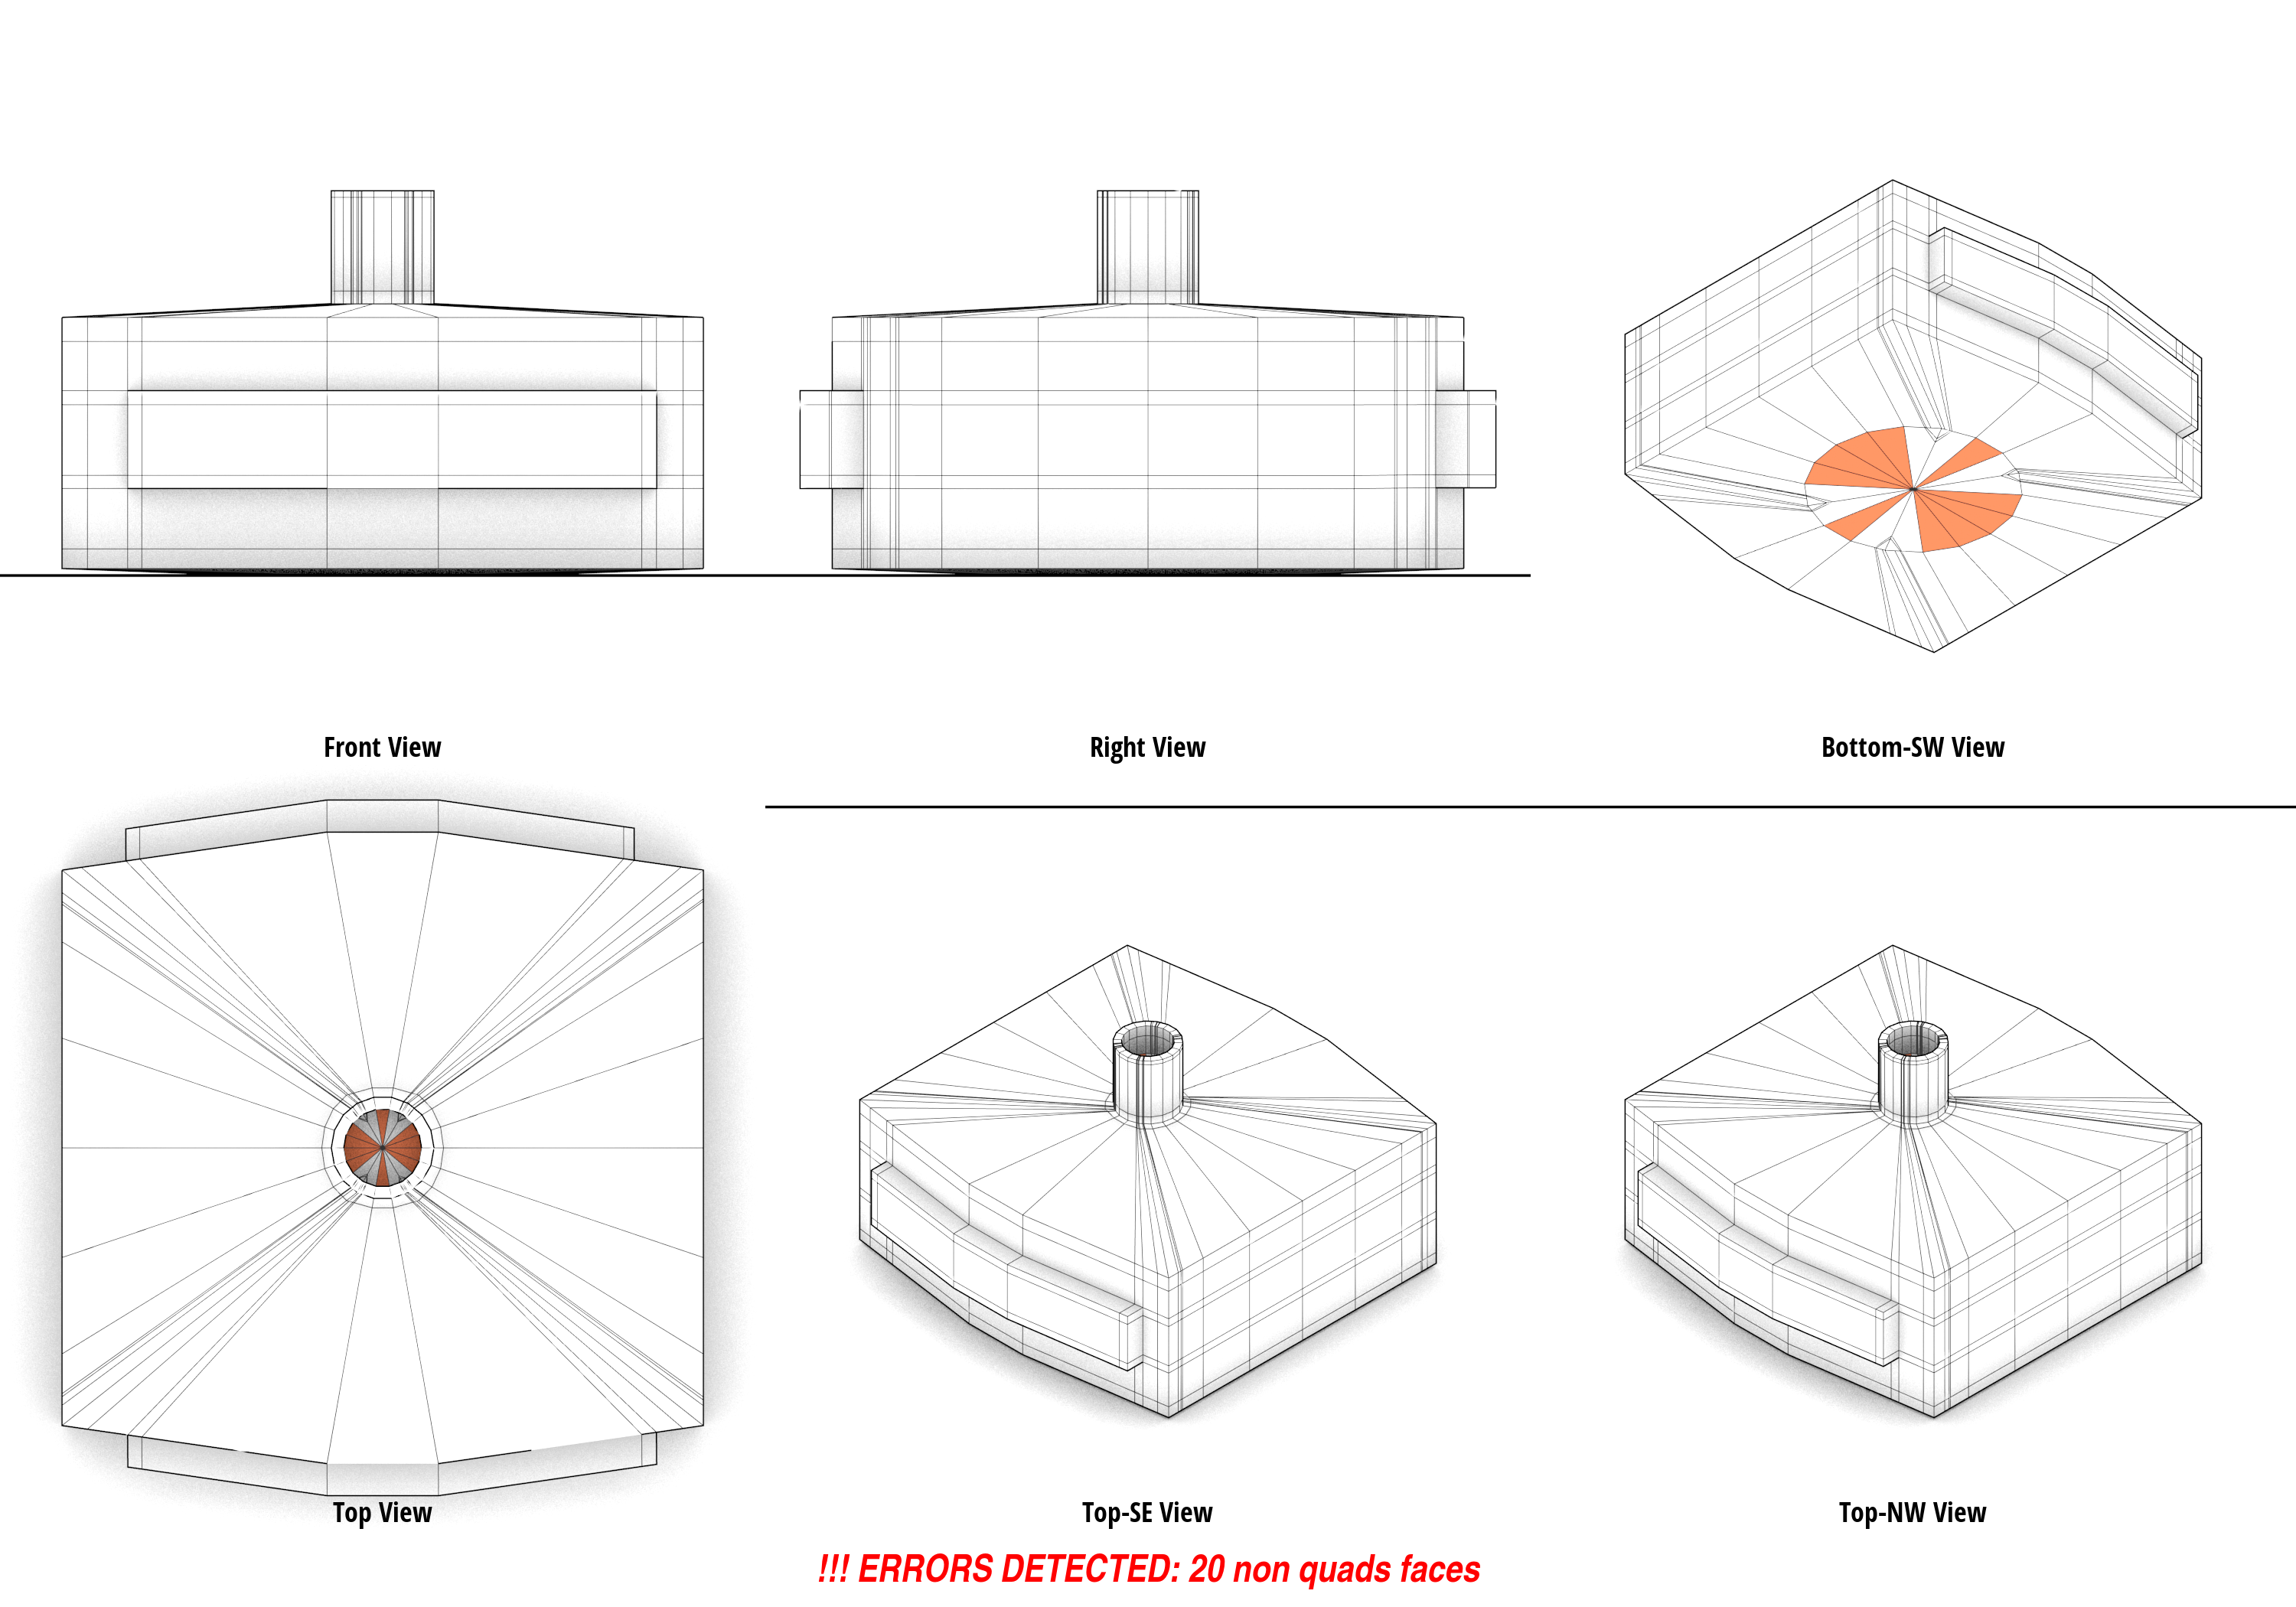 Front View
Right View
Bottom-SW View
Top View
Top-SE View
Top-NW View
!!! ERRORS DETECTED: 20 non quads faces